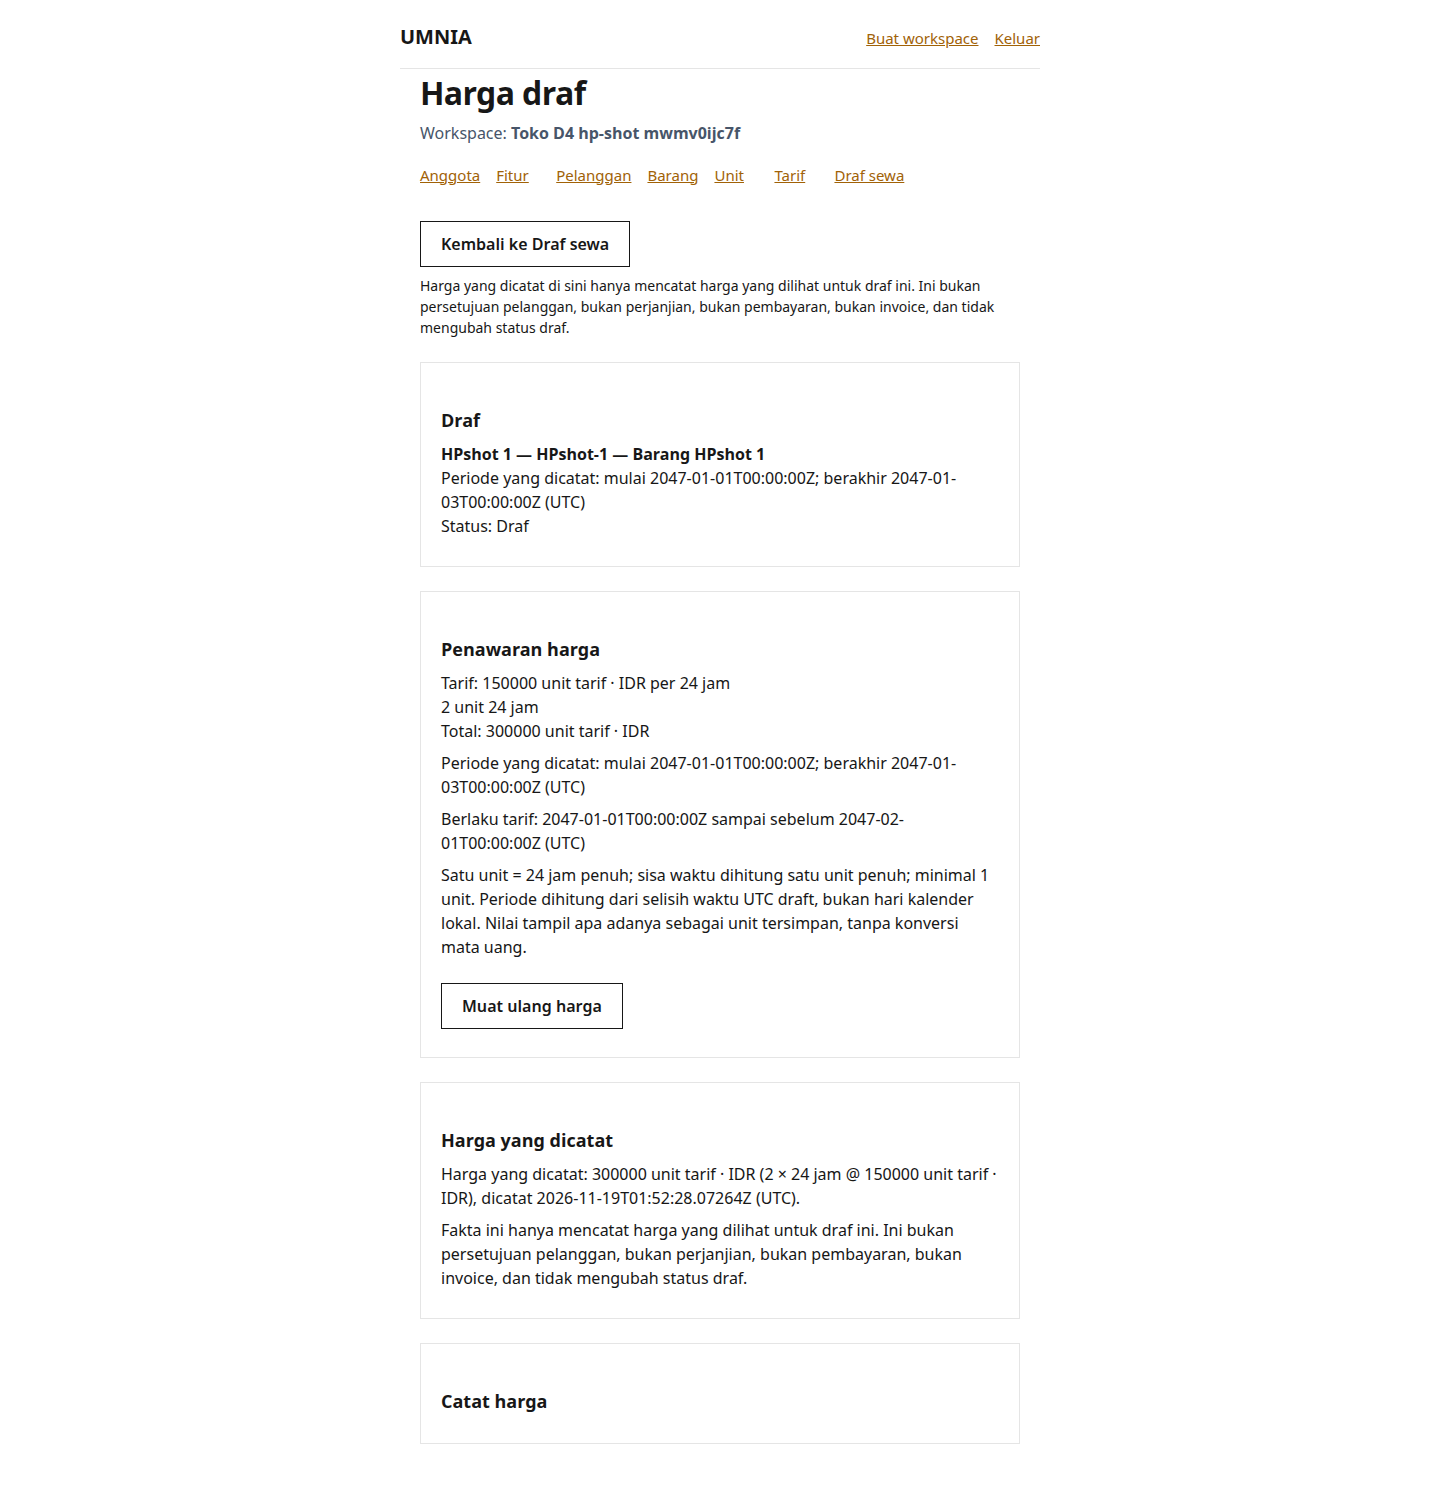 UMNIA
Buat workspace Keluar
Harga draf
Workspace: Toko D4 hp-shot mwmv0ijc7f
Anggota Fitur Pelanggan Barang Unit Tarif Draf sewa
Kembali ke Draf sewa
Harga yang dicatat di sini hanya mencatat harga yang dilihat untuk draf ini. Ini bukan
persetujuan pelanggan, bukan perjanjian, bukan pembayaran, bukan invoice, dan tidak
mengubah status draf.
Draf
HPshot 1 — HPshot-1 — Barang HPshot 1
Periode yang dicatat: mulai 2047-01-01T00:00:00Z; berakhir 2047-01-
03T00:00:00Z (UTC)
Status: Draf
Penawaran harga
Tarif: 150000 unit tarif · IDR per 24 jam
2 unit 24 jam
Total: 300000 unit tarif · IDR
Periode yang dicatat: mulai 2047-01-01T00:00:00Z; berakhir 2047-01-
03T00:00:00Z (UTC)
Berlaku tarif: 2047-01-01T00:00:00Z sampai sebelum 2047-02-
01T00:00:00Z (UTC)
Satu unit = 24 jam penuh; sisa waktu dihitung satu unit penuh; minimal 1
unit. Periode dihitung dari selisih waktu UTC draft, bukan hari kalender
lokal. Nilai tampil apa adanya sebagai unit tersimpan, tanpa konversi
mata uang.
Muat ulang harga
Harga yang dicatat
Harga yang dicatat: 300000 unit tarif · IDR (2 × 24 jam @ 150000 unit tarif ·
IDR), dicatat 2026-11-19T01:52:28.07264Z (UTC).
Fakta ini hanya mencatat harga yang dilihat untuk draf ini. Ini bukan
persetujuan pelanggan, bukan perjanjian, bukan pembayaran, bukan
invoice, dan tidak mengubah status draf.
Catat harga